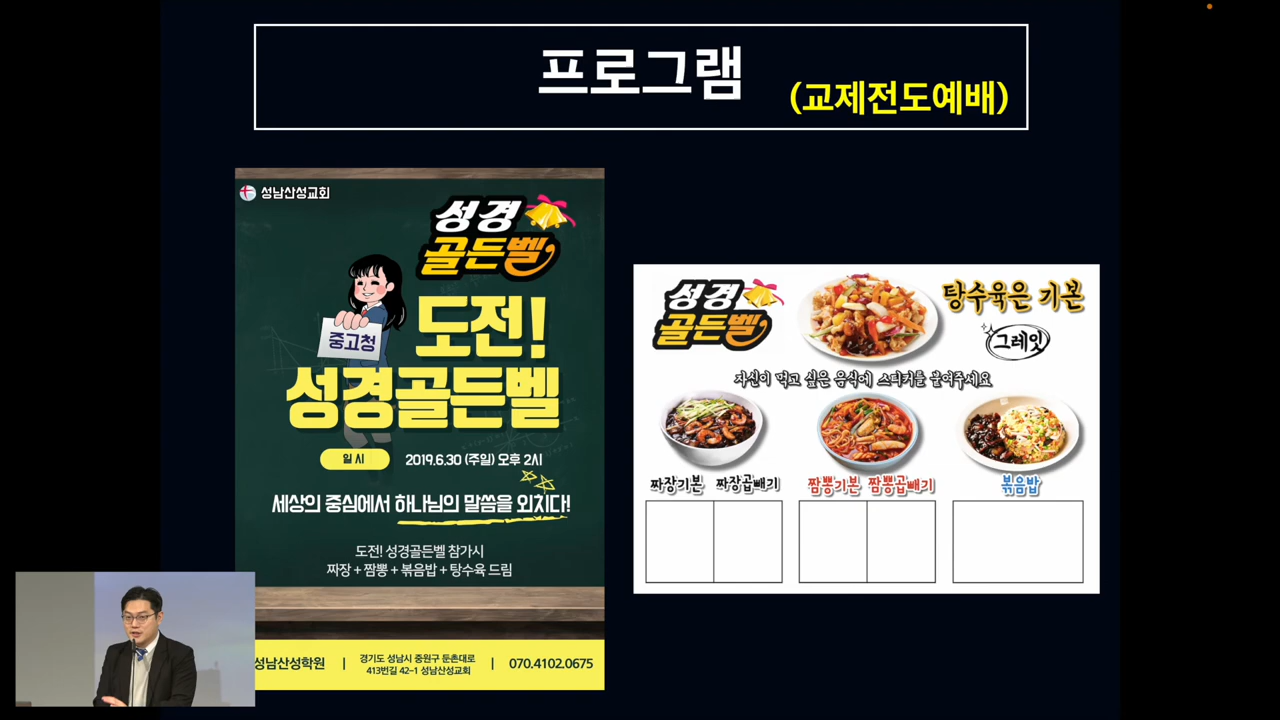 프로그램
(교제전도예배)
성남산성교회
성경
골든벨
중고청
도전!
성경골든벨
일시
2019.6.30 (주일) 오후 2시
세상의 중심에서 하나님의 말씀을 외치다!
도전! 성경골든벨 참가시
짜장 + 짬뽕 + 볶음밥 + 탕수육 드림
성남산성학원 | 경기도 성남시 중원구 둔촌대로 413번길 42-1 성남산성교회 | 070.4102.0675
성경
골든벨
탕수육은 기본
그레잇
자신이 먹고 싶은 음식에 스티커를 붙여주세요
짜장기본 짜장곱빼기 짬뽕기본 짬뽕곱빼기 볶음밥